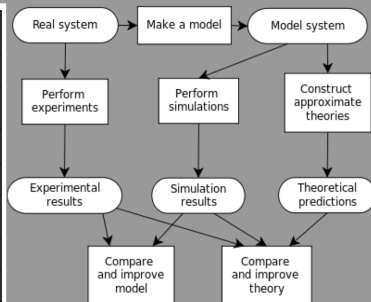 Real system
Make a model
Model system
Perform
experiments
Perform
simulations
Construct
approximate
theories
Experimental
results
Simulation
results
Theoretical
predictions
Compare
and improve
model
Compare
and improve
theory